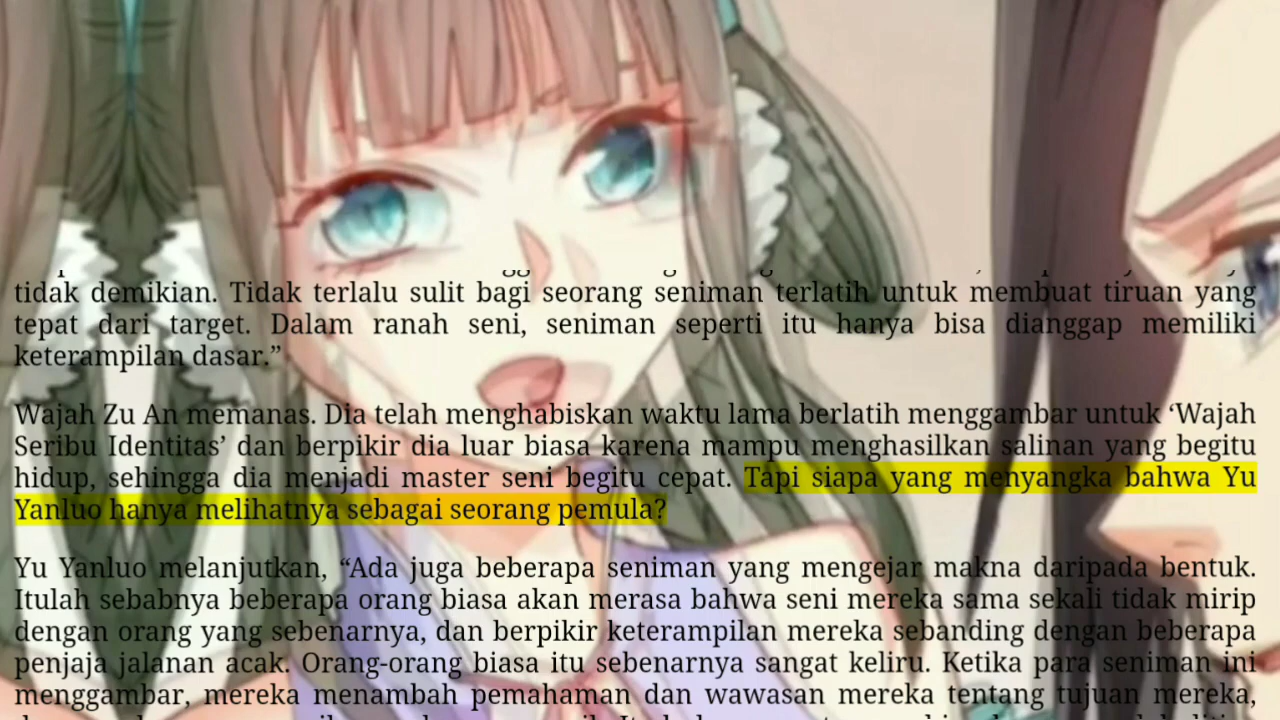 tidak demikian. Tidak terlalu sulit bagi seorang seniman terlatih untuk membuat tiruan yang
tepat dari target. Dalam ranah seni, seniman seperti itu hanya bisa dianggap memiliki
keterampilan dasar.”
Wajah Zu An memanas. Dia telah menghabiskan waktu lama berlatih menggambar untuk ‘Wajah
Seribu Identitas’ dan berpikir dia luar biasa karena mampu menghasilkan salinan yang begitu
hidup, sehingga dia menjadi master seni begitu cepat. Tapi siapa yang menyangka bahwa Yu
Yanluo hanya melihatnya sebagai seorang pemula?
Yu Yanluo melanjutkan, “Ada juga beberapa seniman yang mengejar makna daripada bentuk.
Itulah sebabnya beberapa orang biasa akan merasa bahwa seni mereka sama sekali tidak mirip
dengan orang yang sebenarnya, dan berpikir keterampilan mereka sebanding dengan beberapa
penjaja jalanan acak. Orang-orang biasa itu sebenarnya sangat keliru. Ketika para seniman ini
menggambar, mereka menambah pemahaman dan wawasan mereka tentang tujuan mereka,